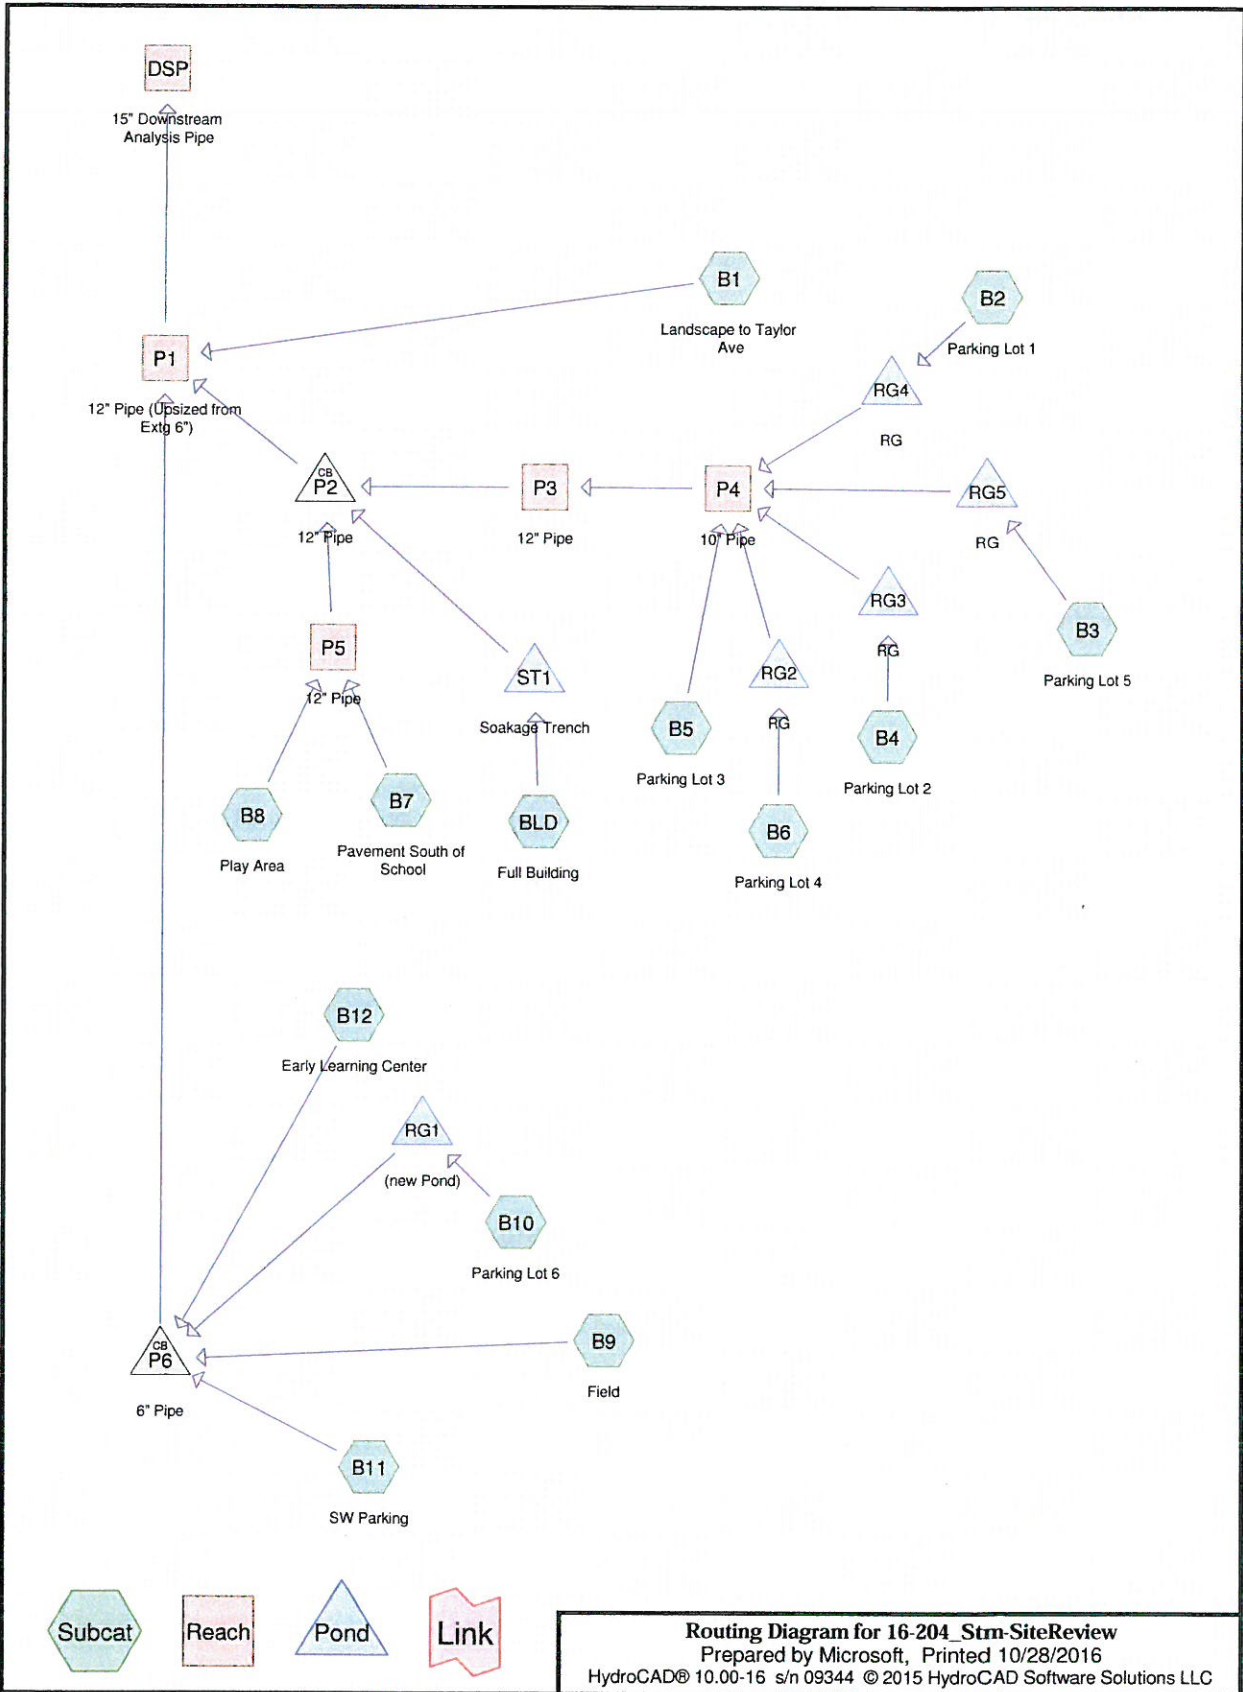 DSP
15" Downstream
Analysis Pipe
B1
Landscape to Taylor
Ave
B2
Parking Lot 1
P1
12" Pipe (Upsized from
Extg 6")
RG4
RG
CB
P2
12" Pipe
P3
12" Pipe
P4
10" Pipe
RG5
RG
RG3
RG
B3
Parking Lot 5
P5
12" Pipe
ST1
Soakage Trench
RG2
RG
B5
Parking Lot 3
B4
Parking Lot 2
B8
Play Area
B7
Pavement South of
School
BLD
Full Building
B6
Parking Lot 4
B12
Early Learning Center
RG1
(new Pond)
B10
Parking Lot 6
CB
P6
6" Pipe
B9
Field
B11
SW Parking
Subcat
Reach
Pond
Link
Routing Diagram for 16-204_Stm-SiteReview
Prepared by Microsoft, Printed 10/28/2016
HydroCAD® 10.00-16 s/n 09344 © 2015 HydroCAD Software Solutions LLC